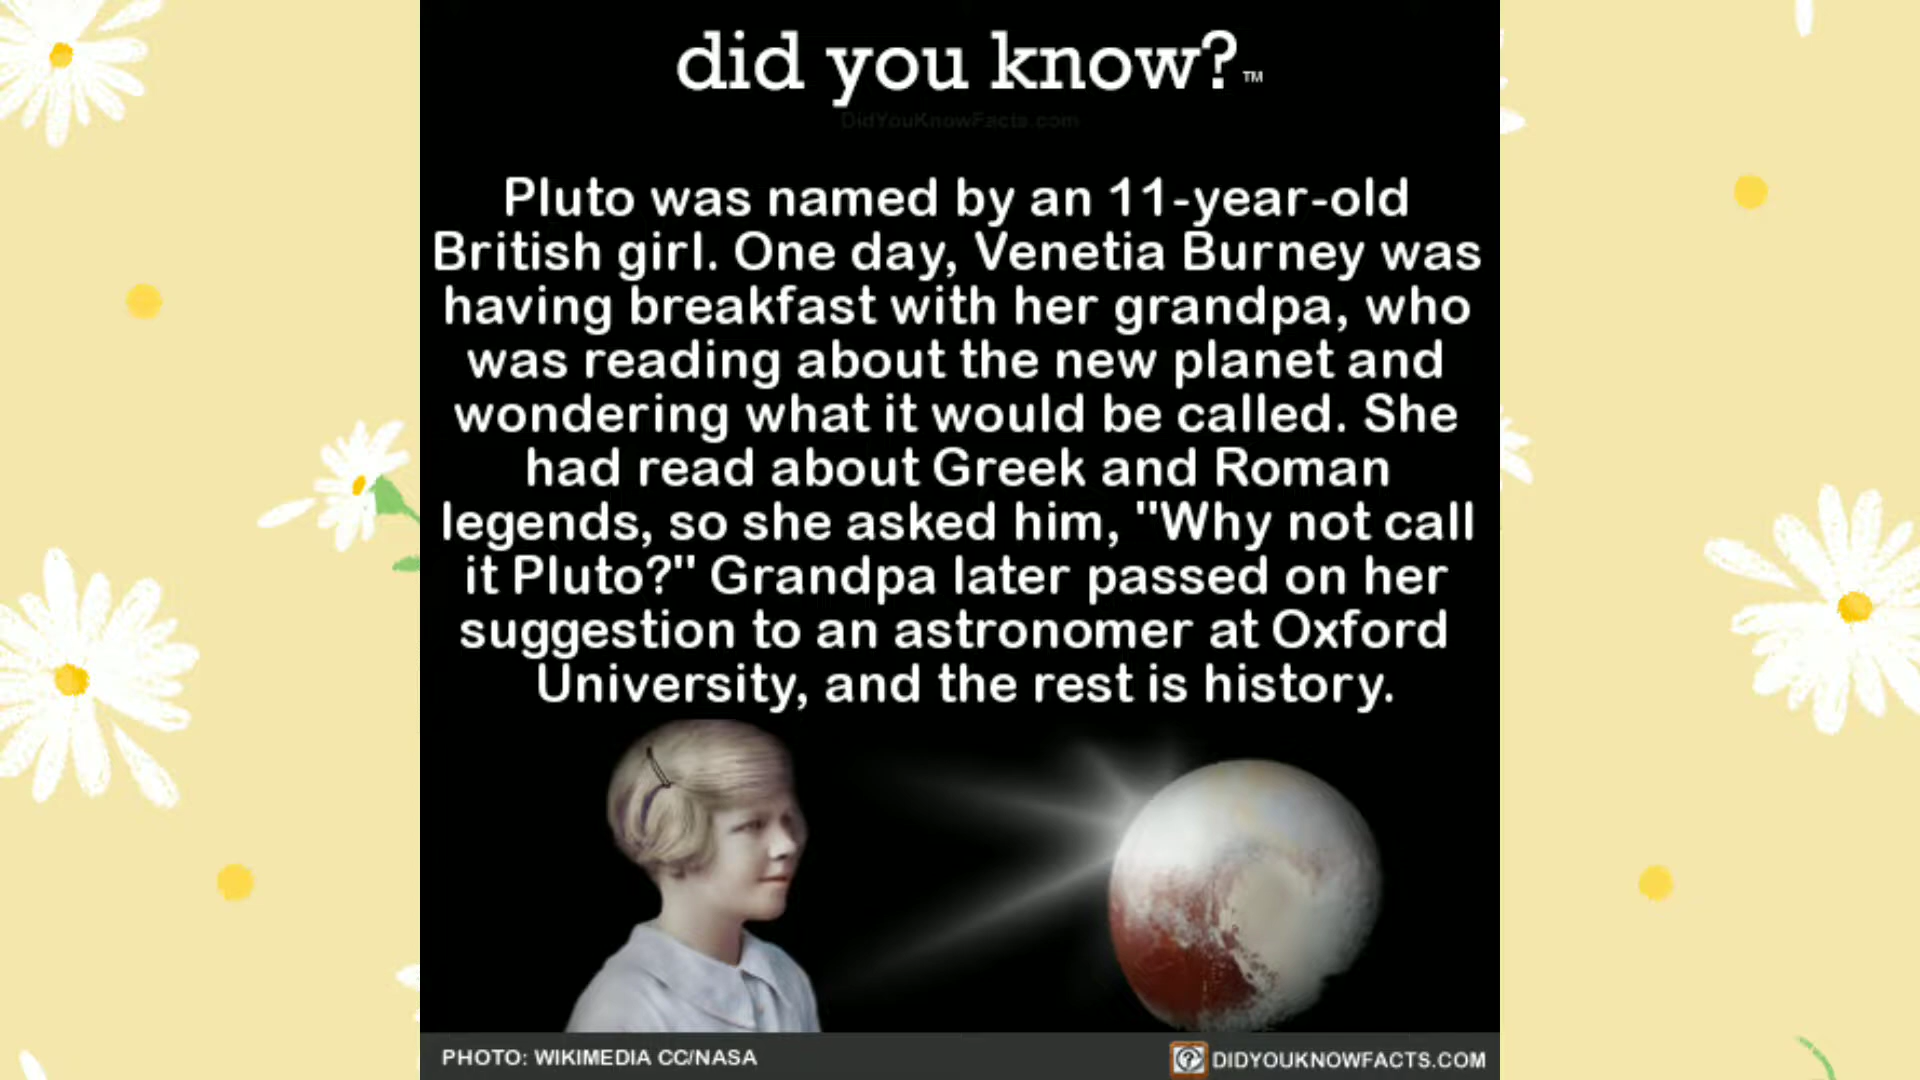 did you know?™
DidYouKnowFacts.com
Pluto was named by an 11-year-old
British girl. One day, Venetia Burney was
having breakfast with her grandpa, who
was reading about the new planet and
wondering what it would be called. She
had read about Greek and Roman
legends, so she asked him, "Why not call
it Pluto?" Grandpa later passed on her
suggestion to an astronomer at Oxford
University, and the rest is history.
PHOTO: WIKIMEDIA CC/NASA
DIDYOUKNOWFACTS.COM